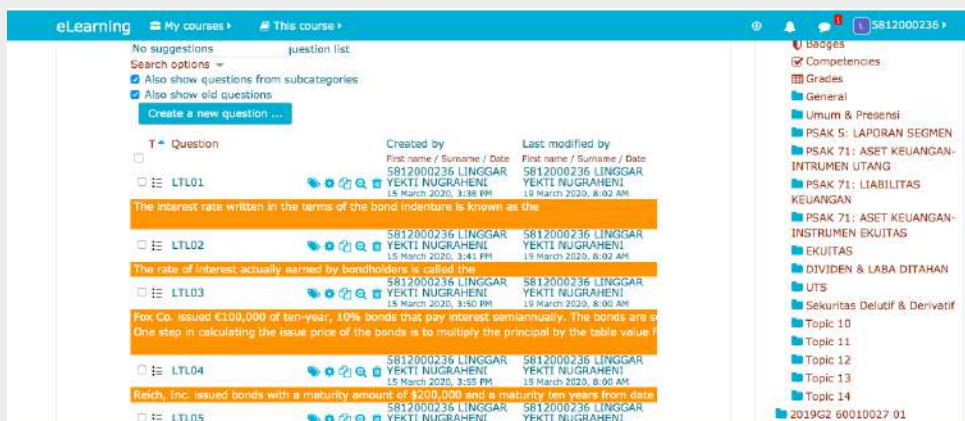 eLearning
My courses
This course
1
L
5812000236
No suggestions
uestion list
Search options
Also show questions from subcategories
Also show old questions
Create a new question ...
T
Question
Created by
Last modified by
First name / Surname / Date
First name / Surname / Date
LTL01
5812000236 LINGGAR
YEKTI NUGRAHENI
15 March 2020, 3:38 PM
5812000236 LINGGAR
YEKTI NUGRAHENI
19 March 2020, 8:02 AM
The interest rate written in the terms of the bond indenture is known as the
LTL02
5812000236 LINGGAR
YEKTI NUGRAHENI
15 March 2020, 3:41 PM
5812000236 LINGGAR
YEKTI NUGRAHENI
19 March 2020, 8:02 AM
The rate of interest actually earned by bondholders is called the
LTL03
5812000236 LINGGAR
YEKTI NUGRAHENI
15 March 2020, 3:50 PM
5812000236 LINGGAR
YEKTI NUGRAHENI
19 March 2020, 8:00 AM
Fox Co. issued €100,000 of ten-year, 10% bonds that pay interest semiannually. The bonds are s
One step in calculating the issue price of the bonds is to multiply the principal by the table value f
LTL04
5812000236 LINGGAR
YEKTI NUGRAHENI
15 March 2020, 3:55 PM
5812000236 LINGGAR
YEKTI NUGRAHENI
19 March 2020, 8:00 AM
Reich, Inc. issued bonds with a maturity amount of $200,000 and a maturity ten years from date
LTL05
5812000236 LINGGAR
YEKTI NUGRAHENI
5812000236 LINGGAR
YEKTI NUGRAHENI
Badges
Competencies
Grades
General
Umum & Presensi
PSAK 5: LAPORAN SEGMEN
PSAK 71: ASET KEUANGAN-
INTRUMEN UTANG
PSAK 71: LIABILITAS
KEUANGAN
PSAK 71: ASET KEUANGAN-
INSTRUMEN EKUITAS
EKUITAS
DIVIDEN & LABA DITAHAN
UTS
Sekuritas Delutif & Derivatif
Topic 10
Topic 11
Topic 12
Topic 13
Topic 14
2019G2 60010027 01